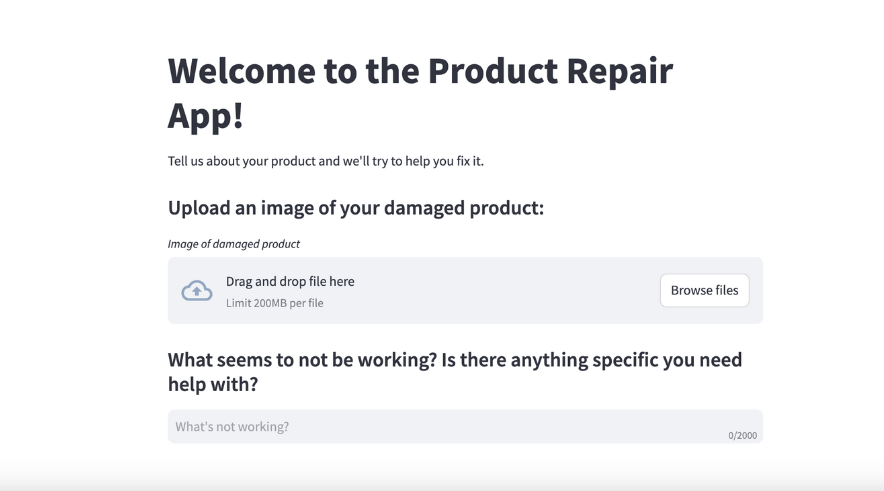 Welcome to the Product Repair
App!
Tell us about your product and we'll try to help you fix it.
Upload an image of your damaged product:
Image of damaged product
Drag and drop file here
Limit 200MB per file
Browse files
What seems to not be working? Is there anything specific you need
help with?
What's not working?
0/2000